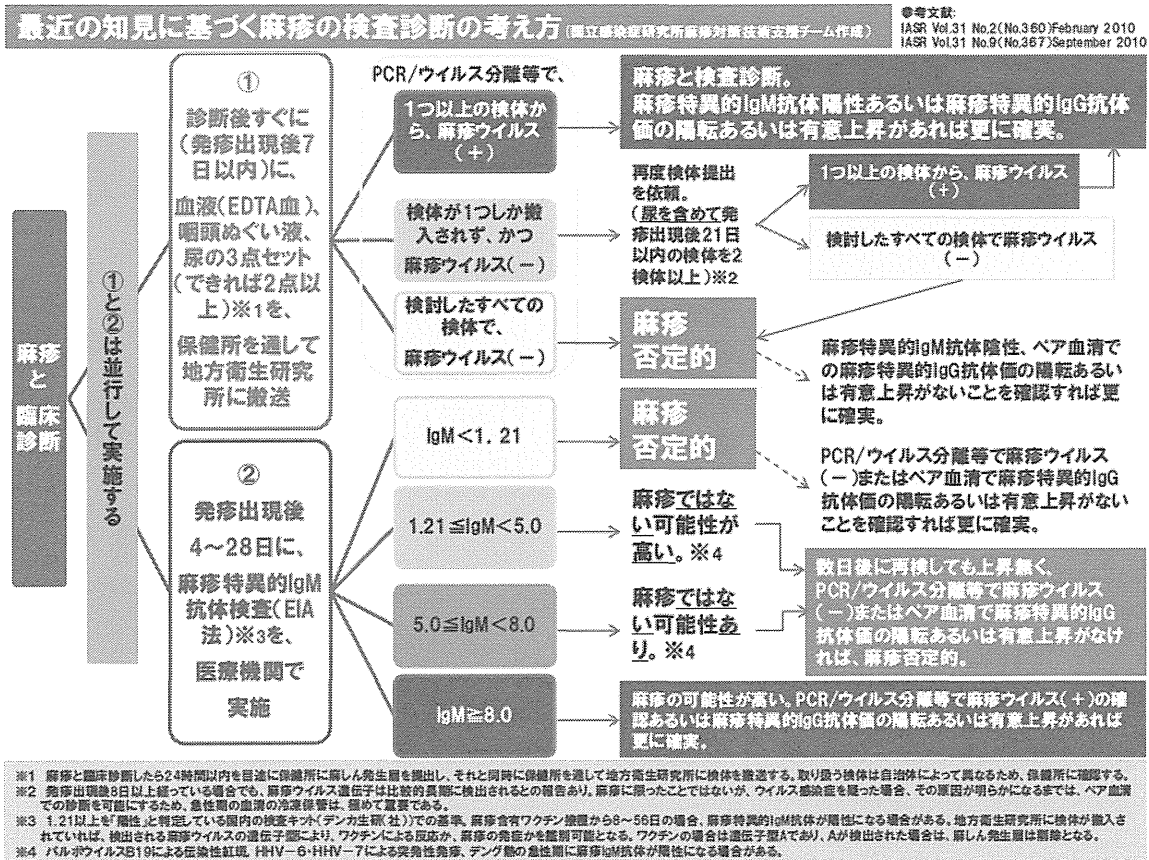 最近の知見に基づく麻疹の検査診断の考え方(国立感染症研究所麻疹対策技術支援チーム作成)
参考文献:
IASR Vol.31 No.2(No.360)February 2010
IASR Vol.31 No.9(No.367)September 2010
麻疹
と
臨床
診断
①と②は並行して実施する
①
診断後すぐに
(発疹出現後7
日以内)に、
血液(EDTA血)、
咽頭ぬぐい液、
尿の3点セット
(できれば2点以
上)※1を、
保健所を通して
地方衛生研究
所に搬送
②
発疹出現後
4~28日に、
麻疹特異的IgM
抗体検査(EIA
法)※3を、
医療機関で
実施
PCR/ウイルス分離等で、
1つ以上の検体か
ら、麻疹ウイルス
(+)
検体が1つしか搬
入されず、かつ
麻疹ウイルス(-)
検討したすべての
検体で、
麻疹ウイルス(-)
IgM<1.21
1.21≦IgM<5.0
5.0≦IgM<8.0
IgM≧8.0
麻疹と検査診断。
麻疹特異的IgM抗体陽性あるいは麻疹特異的IgG抗体
価の陽転あるいは有意上昇があれば更に確実。
再度検体提出
を依頼。
(尿を含めて発
疹出現後21日
以内の検体を2
検体以上)※2
1つ以上の検体から、麻疹ウイルス
(+)
検討したすべての検体で麻疹ウイルス
(-)
麻疹
否定的
麻疹特異的IgM抗体陰性、ペア血清で
の麻疹特異的IgG抗体価の陽転あるい
は有意上昇がないことを確認すれば更
に確実。
麻疹
否定的
PCR/ウイルス分離等で麻疹ウイルス
(-)またはペア血清で麻疹特異的IgG
抗体価の陽転あるいは有意上昇がない
ことを確認すれば更に確実。
麻疹ではな
い可能性が
高い。※4
麻疹ではな
い可能性あ
り。※4
数日後に再検しても上昇無く、
PCR/ウイルス分離等で麻疹ウイルス
(-)またはペア血清で麻疹特異的IgG
抗体価の陽転あるいは有意上昇がなけ
れば、麻疹否定的。
麻疹の可能性が高い。PCR/ウイルス分離等で麻疹ウイルス(+)の確
認あるいは麻疹特異的IgG抗体価の陽転あるいは有意上昇があれば
更に確実。
※1 麻疹と臨床診断したら24時間以内を目途に保健所に麻しん発生届を提出し、それと同時に保健所を通して地方衛生研究所に検体を搬送する。取り扱う検体は自治体によって異なるため、保健所に確認する。
※2 発疹出現後8日以上経っている場合でも、麻疹ウイルス遺伝子は比較的長期に検出されるとの報告あり。麻疹に限ったことではないが、ウイルス感染症を疑った場合、その原因が明らかになるまでは、ペア血清
での診断を可能にするため、急性期の血清の冷凍保管は、極めて重要である。
※3 1.21以上を「陽性」と判定している国内の検査キット(デンカ生研(社))での基準。麻疹含有ワクチン接種から8~56日の場合、麻疹特異的IgM抗体が陽性になる場合がある。地方衛生研究所に検体が搬入さ
れていれば、検出される麻疹ウイルスの遺伝子型により、ワクチンによる反応か、麻疹の発症かを鑑別可能となる。ワクチンの場合は遺伝子型Aであり、Aが検出された場合は、麻しん発生届は削除となる。
※4 パルボウイルスB19による伝染性紅斑、HHV-6・HHV-7による突発性発疹、デング熱の急性期に麻疹IgM抗体が陽性になる場合がある。